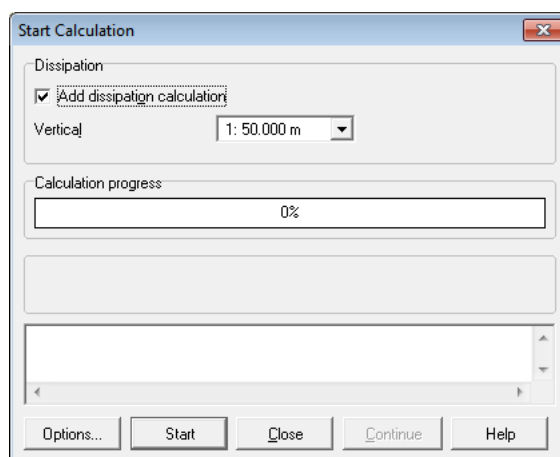 Start Calculation
Dissipation
Add dissipation calculation
Vertical 1: 50.000 m
Calculation progress
0%
Options... Start Close Continue Help